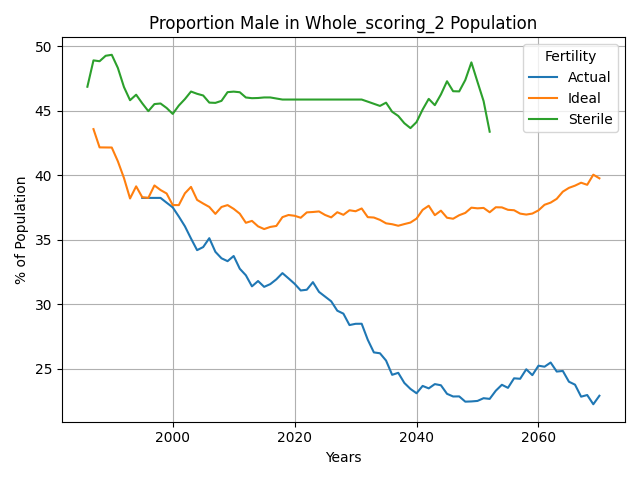 Proportion Male in Whole_scoring_2 Population
Fertility
Actual
Ideal
Sterile
% of Population
50
45
40
35
30
25
2000
2020
2040
2060
Years